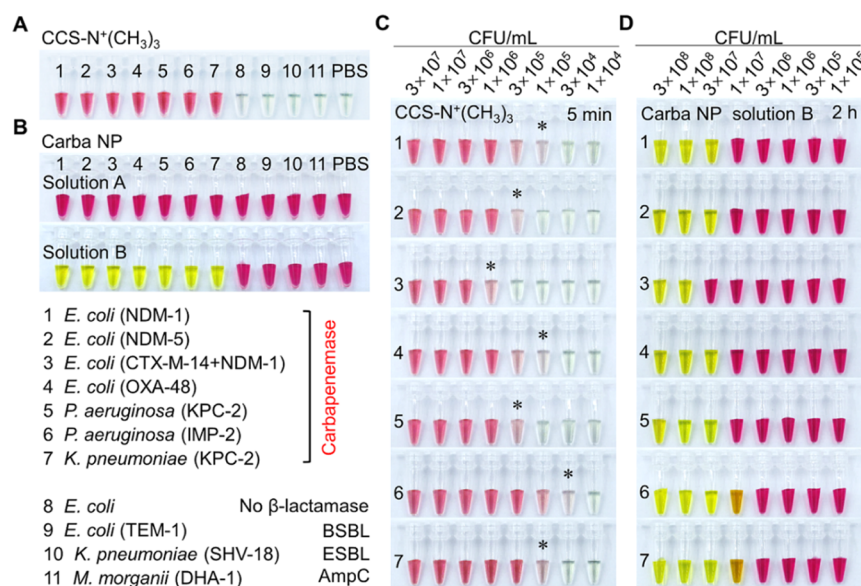 A
CCS-N⁺(CH₃)₃
1 2 3 4 5 6 7 8 9 10 11 PBS
B
Carba NP
1 2 3 4 5 6 7 8 9 10 11 PBS
Solution A
Solution B
1 E. coli (NDM-1)
2 E. coli (NDM-5)
3 E. coli (CTX-M-14+NDM-1)
4 E. coli (OXA-48)
5 P. aeruginosa (KPC-2)
6 P. aeruginosa (IMP-2)
7 K. pneumoniae (KPC-2)
Carbapenemase
8 E. coli No β-lactamase
9 E. coli (TEM-1) BSBL
10 K. pneumoniae (SHV-18) ESBL
11 M. morganii (DHA-1) AmpC
C
CFU/mL
3×10⁷ 1×10⁷ 3×10⁶ 1×10⁶ 3×10⁵ 1×10⁵ 3×10⁴ 1×10⁴
CCS-N⁺(CH₃)₃ 5 min
1 *
2 *
3 *
4 *
5 *
6 *
7 *
D
CFU/mL
3×10⁸ 1×10⁸ 3×10⁷ 1×10⁷ 3×10⁶ 1×10⁶ 3×10⁵ 1×10⁵
Carba NP solution B 2 h
1
2
3
4
5
6
7